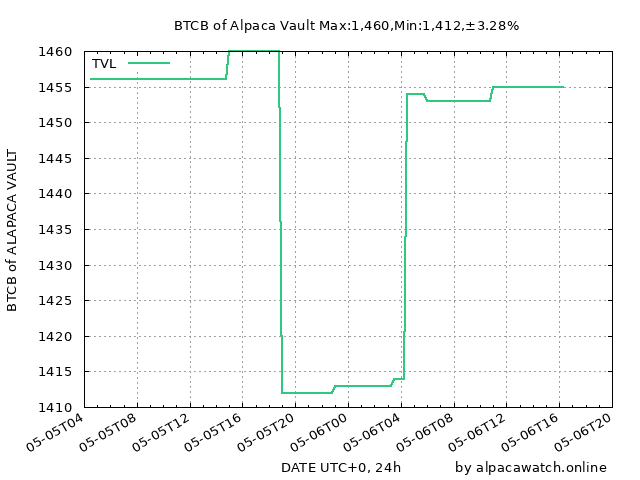 BTCB of Alpaca Vault Max:1,460,Min:1,412,±3.28%
TVL
BTCB of ALAPACA VAULT
1460
1455
1450
1445
1440
1435
1430
1425
1420
1415
1410
05-05T04
05-05T08
05-05T12
05-05T16
05-05T20
05-06T00
05-06T04
05-06T08
05-06T12
05-06T16
05-06T20
DATE UTC+0, 24h
by alpacawatch.online